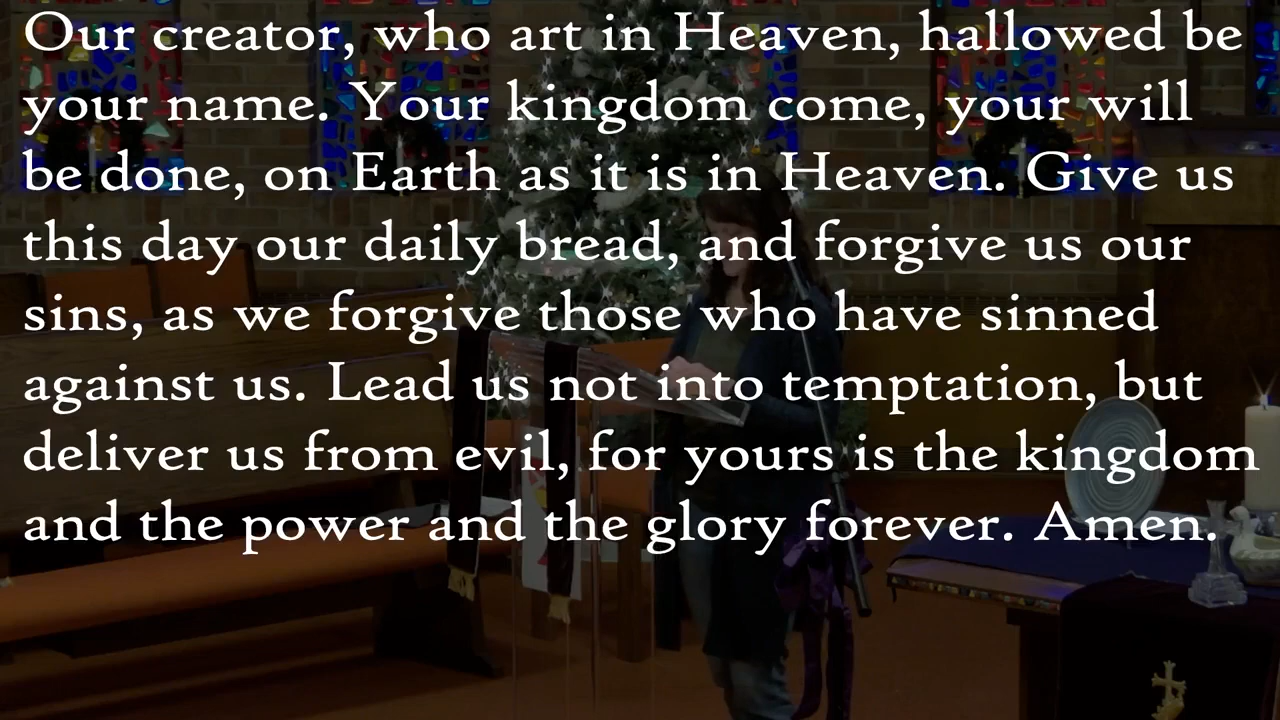 Our creator, who art in Heaven, hallowed be
your name. Your kingdom come, your will
be done, on Earth as it is in Heaven. Give us
this day our daily bread, and forgive us our
sins, as we forgive those who have sinned
against us. Lead us not into temptation, but
deliver us from evil, for yours is the kingdom
and the power and the glory forever. Amen.